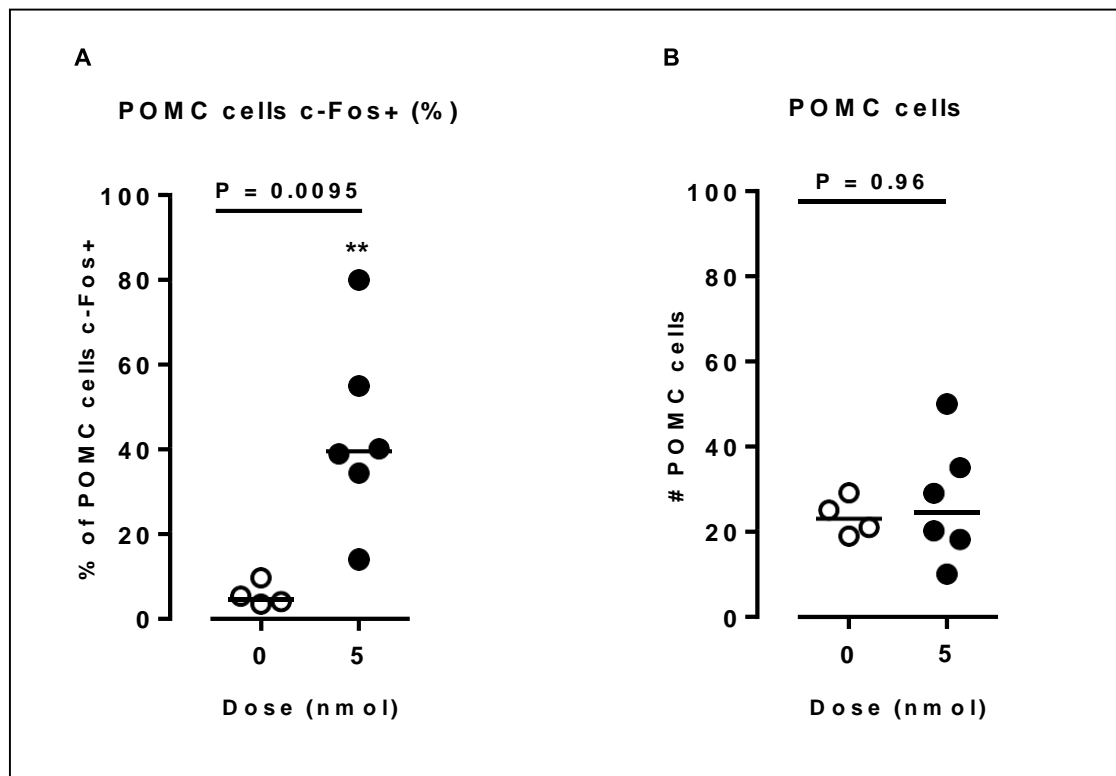 A
POMC cells c-Fos+ (%)
P = 0.0095
**
100
80
60
40
20
0
% of POMC cells c-Fos+
0 5
Dose (nmol)
B
POMC cells
P = 0.96
100
80
60
40
20
0
# POMC cells
0 5
Dose (nmol)